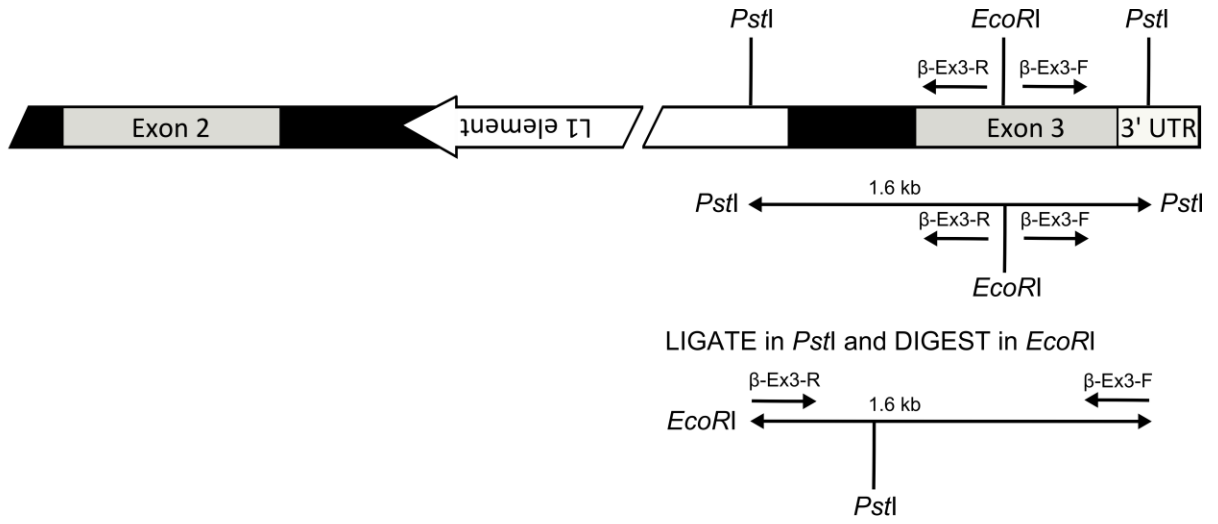 PstI EcoRI PstI
β-Ex3-R β-Ex3-F
Exon 2 L1 element Exon 3 3' UTR
1.6 kb
PstI PstI
β-Ex3-R β-Ex3-F
EcoRI
LIGATE in PstI and DIGEST in EcoRI
β-Ex3-R β-Ex3-F
1.6 kb
EcoRI
PstI